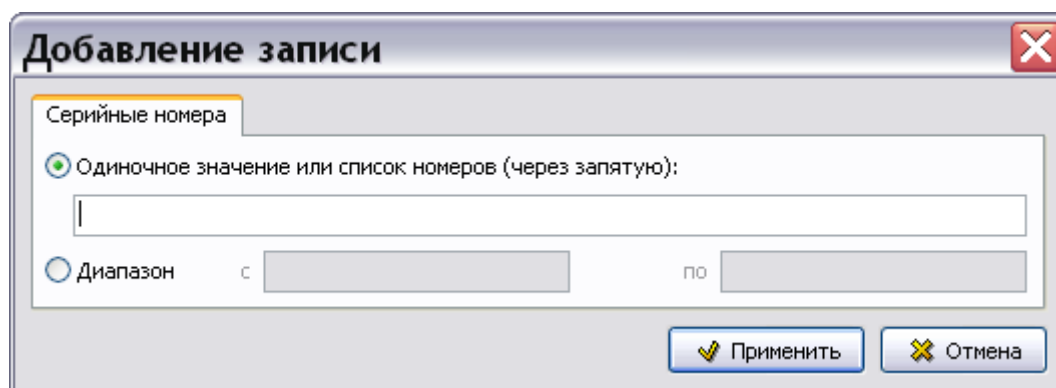 Добавление записи
Серийные номера
Одиночное значение или список номеров (через запятую):
Диапазон с по
Применить Отмена